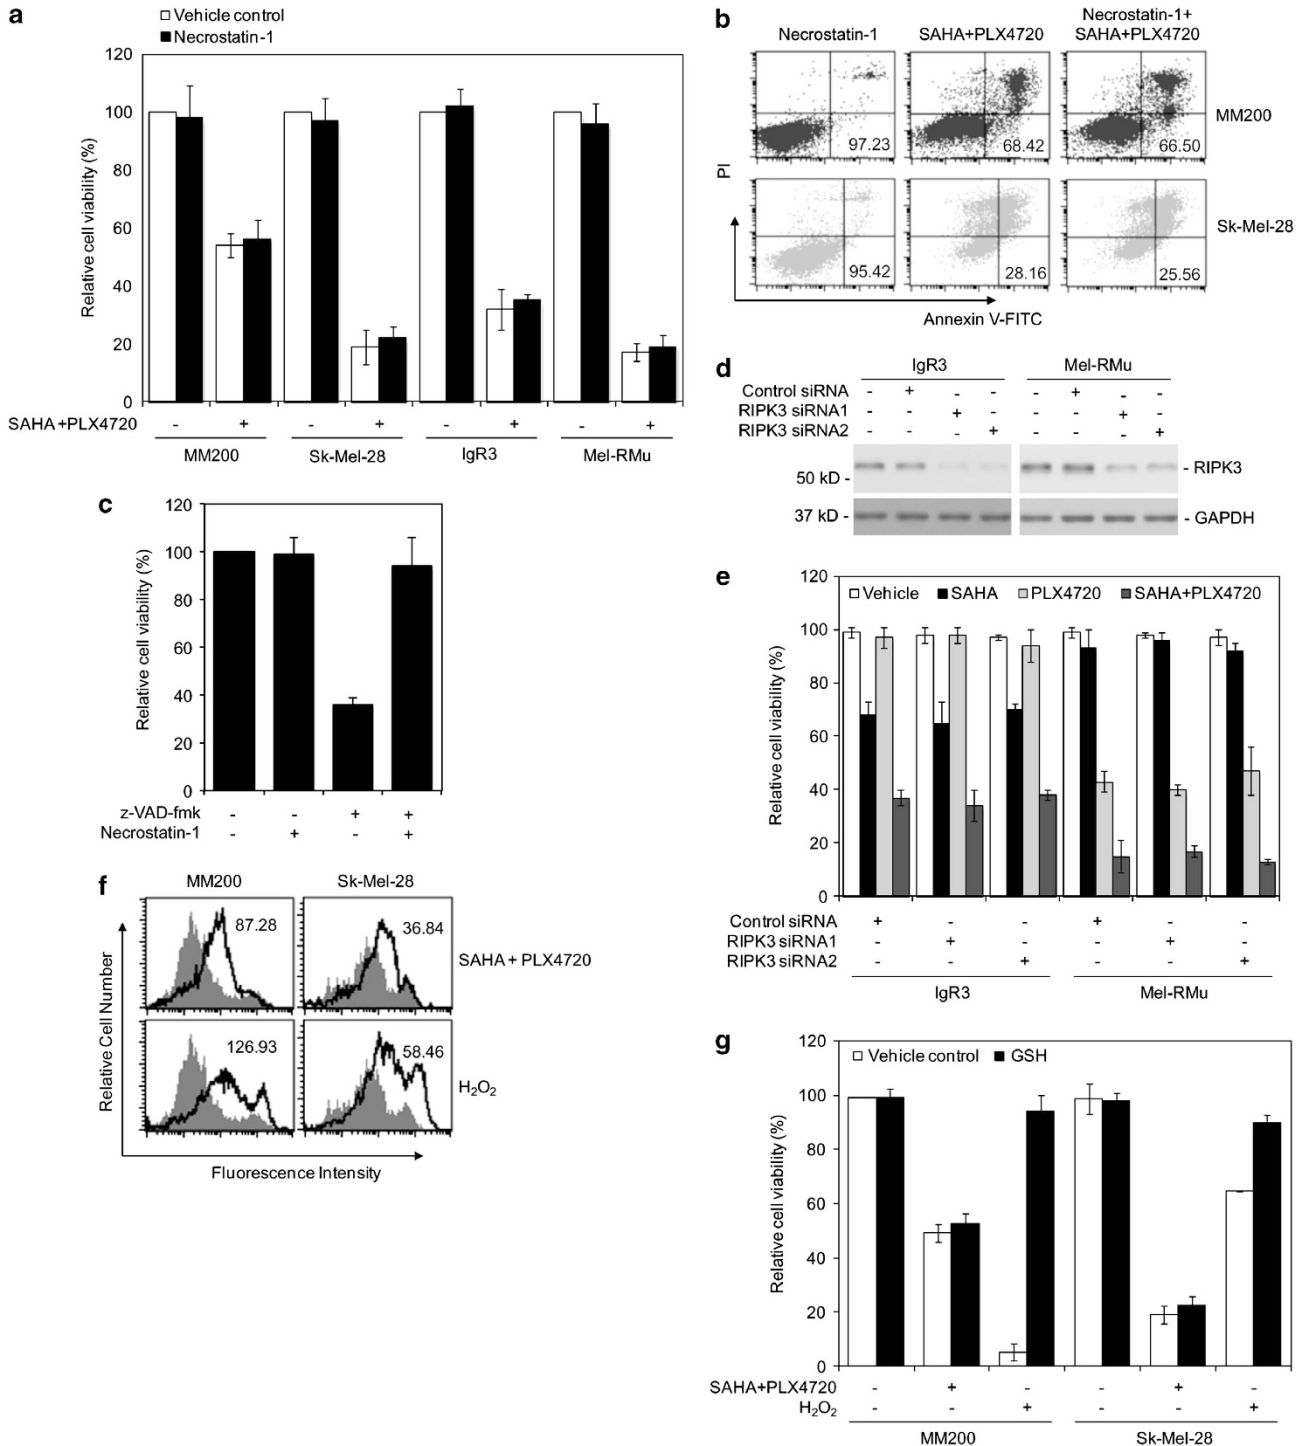 a
Vehicle control
Necrostatin-1
Relative cell viability (%)
120
100
80
60
40
20
0
SAHA+PLX4720 - + - + - + - +
MM200 Sk-Mel-28 IgR3 Mel-RMu
b
Necrostatin-1 SAHA+PLX4720 Necrostatin-1+ SAHA+PLX4720
97.23 68.42 66.50 MM200
95.42 28.16 25.56 Sk-Mel-28
PI
Annexin V-FITC
c
Relative cell viability (%)
120
100
80
60
40
20
0
z-VAD-fmk - - + +
Necrostatin-1 - + - +
d
IgR3 Mel-RMu
Control siRNA - + - - - + - -
RIPK3 siRNA1 - - + - - - + -
RIPK3 siRNA2 - - - + - - - +
50 kD - - RIPK3
37 kD - - GAPDH
e
Relative cell viability (%)
120
100
80
60
40
20
0
Vehicle SAHA PLX4720 SAHA+PLX4720
Control siRNA + - - + - -
RIPK3 siRNA1 - + - - + -
RIPK3 siRNA2 - - + - - +
IgR3 Mel-RMu
f
MM200 Sk-Mel-28
87.28 36.84 SAHA + PLX4720
126.93 58.46 H2O2
Relative Cell Number
Fluorescence Intensity
g
Relative cell viability (%)
120
100
80
60
40
20
0
Vehicle control GSH
SAHA+PLX4720 - + - - + -
H2O2 - - + - - +
MM200 Sk-Mel-28